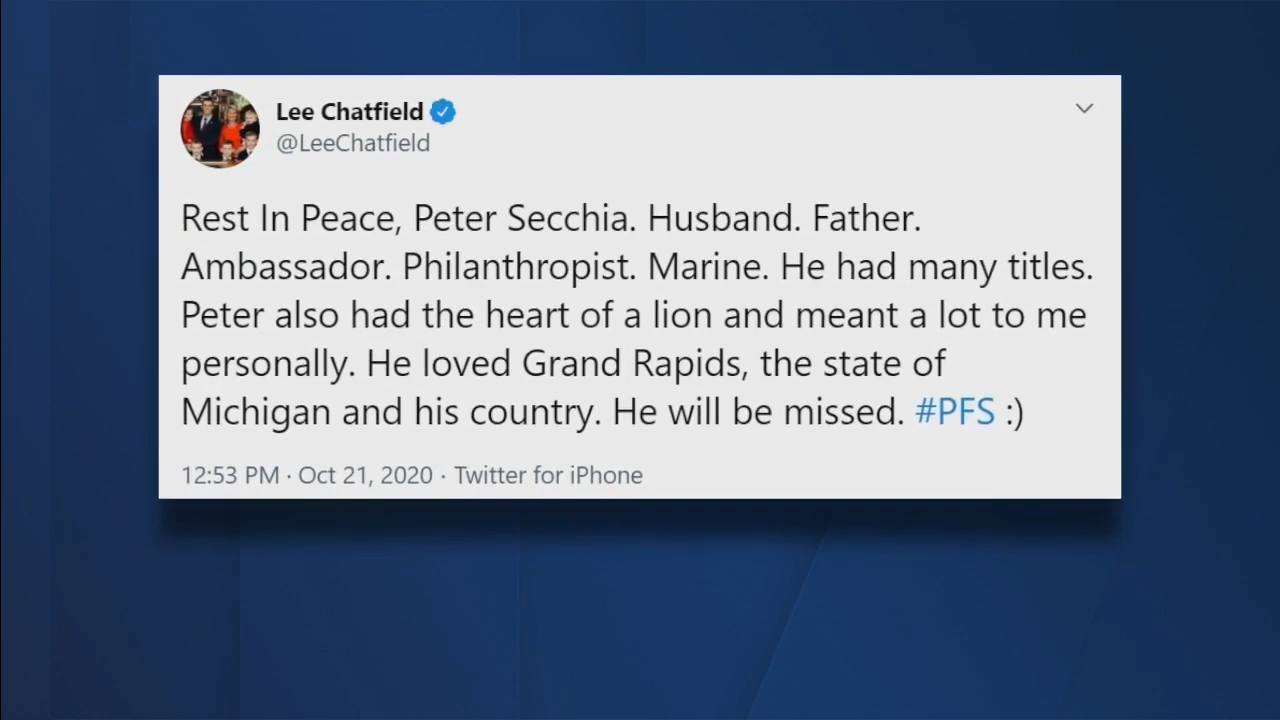 Lee Chatfield
@LeeChatfield
Rest In Peace, Peter Secchia. Husband. Father.
Ambassador. Philanthropist. Marine. He had many titles.
Peter also had the heart of a lion and meant a lot to me
personally. He loved Grand Rapids, the state of
Michigan and his country. He will be missed. #PFS :)
12:53 PM · Oct 21, 2020 · Twitter for iPhone